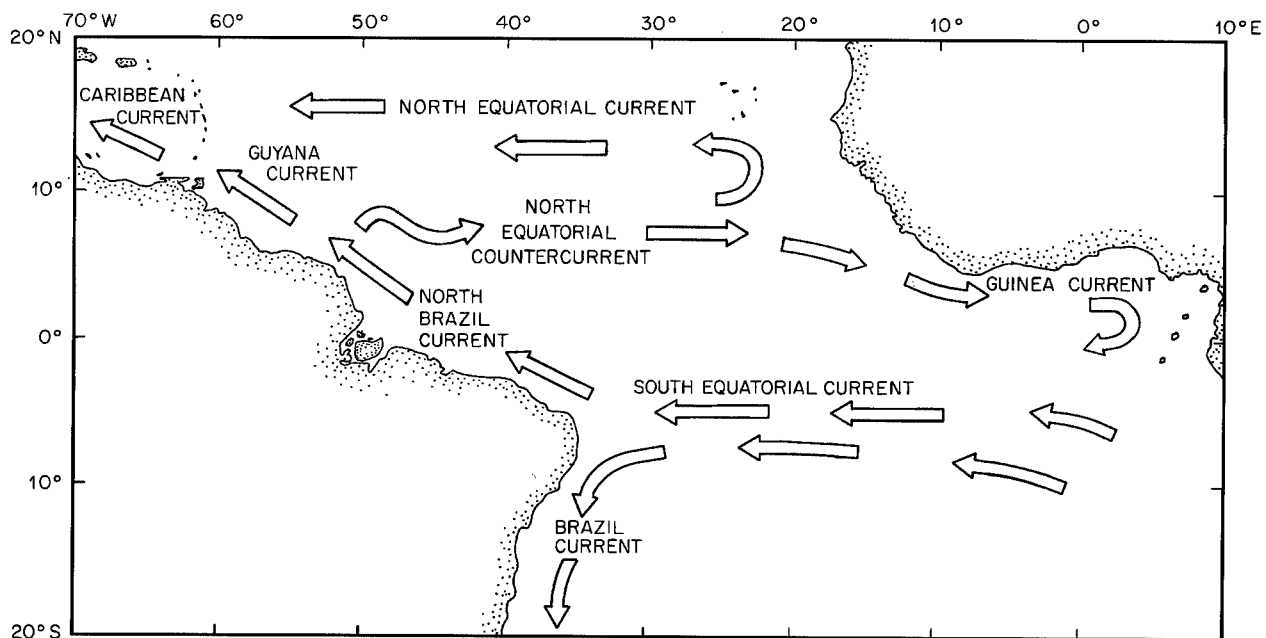 70° W 60° 50° 40° 30° 20° 10° 0° 10° E
20° N
CARIBBEAN
CURRENT
NORTH EQUATORIAL CURRENT
GUYANA
CURRENT
10°
NORTH
EQUATORIAL
COUNTERCURRENT
GUINEA CURRENT
NORTH
BRAZIL
CURRENT
0°
SOUTH EQUATORIAL CURRENT
10°
BRAZIL
CURRENT
20° S